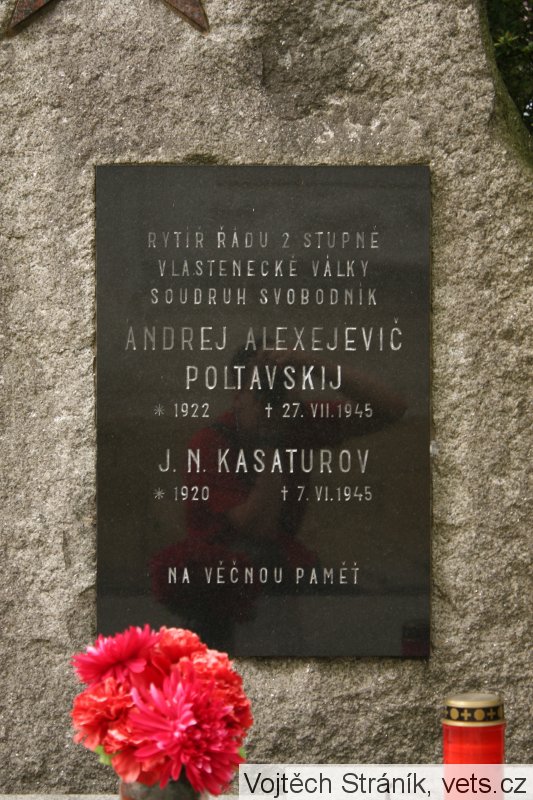 RYTÍŘ ŘÁDU 2 STUPNĚ
VLASTENECKÉ VÁLKY
SOUDRUH SVOBODNÍK
ANDREJ ALEXEJEVIČ
POLTAVSKIJ
* 1922 † 27. VII. 1945
J. N. KASATUROV
* 1920 † 7. VI. 1945
NA VĚČNOU PAMĚŤ
Vojtěch Stráník, vets.cz